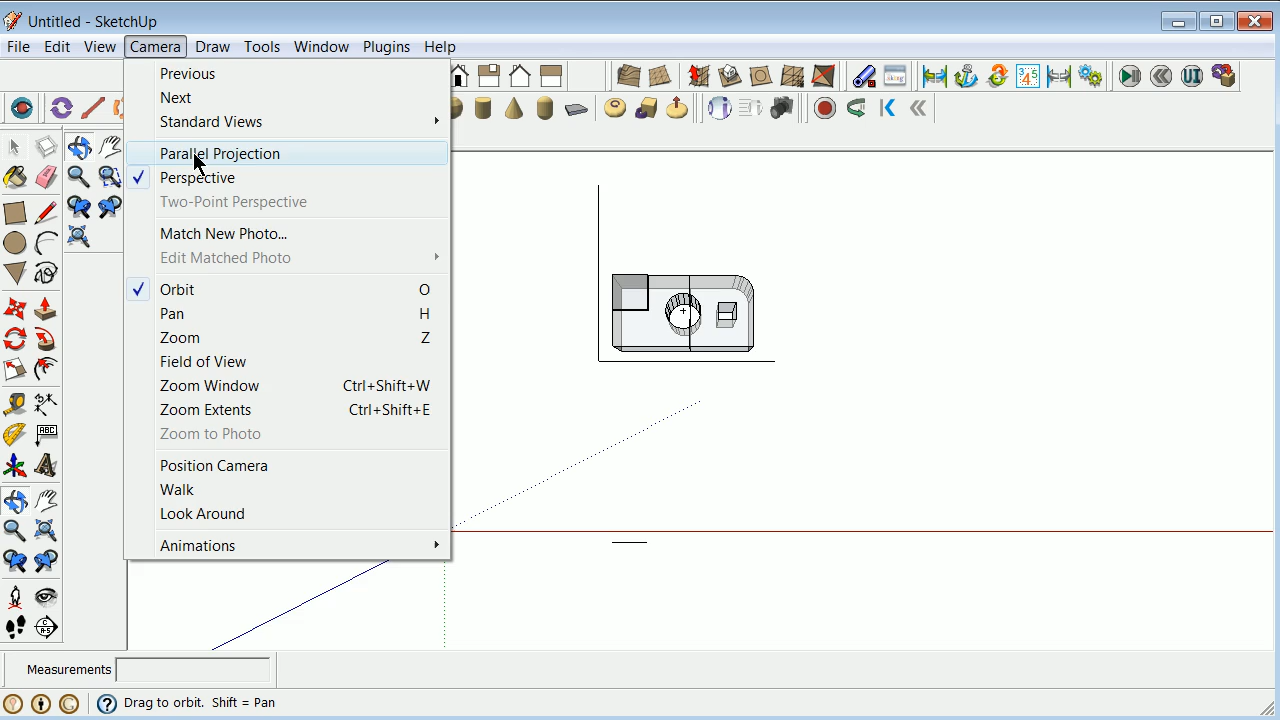 Untitled - SketchUp
File Edit View Camera Draw Tools Window Plugins Help
Previous
Next
Standard Views
Parallel Projection
Perspective
Two-Point Perspective
Match New Photo...
Edit Matched Photo
Orbit O
Pan H
Zoom Z
Field of View
Zoom Window Ctrl+Shift+W
Zoom Extents Ctrl+Shift+E
Zoom to Photo
Position Camera
Walk
Look Around
Animations
Measurements
Drag to orbit. Shift = Pan